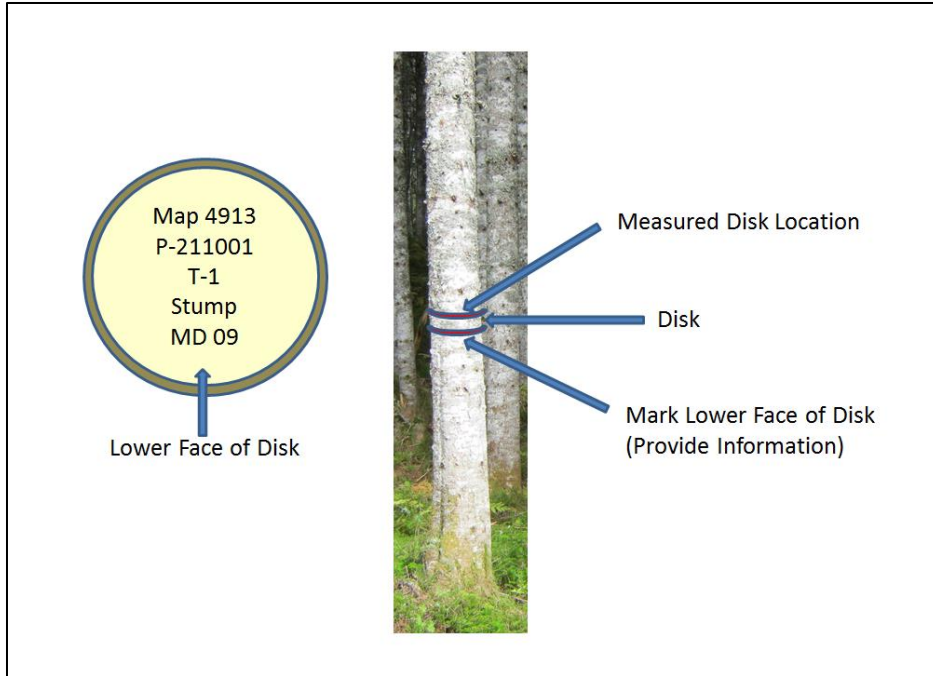 Map 4913
P-211001
T-1
Stump
MD 09
Lower Face of Disk
Measured Disk Location
Disk
Mark Lower Face of Disk
(Provide Information)